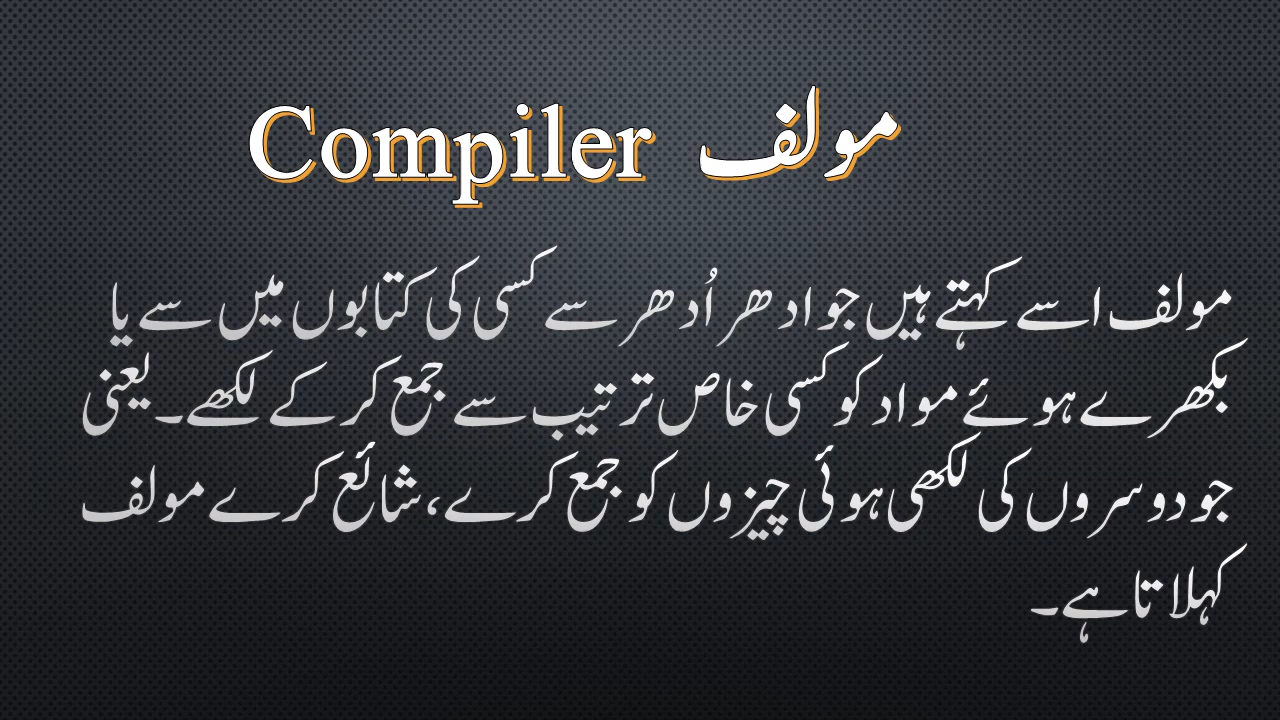 مولف Compiler
مولف اسے کہتے ہیں جو ادھر اُدھر سے کسی کی کتابوں میں سے یا
بکھرے ہوئے مواد کو کسی خاص ترتیب سے جمع کر کے لکھے۔ یعنی
جو دوسروں کی لکھی ہوئی چیزوں کو جمع کرے، شائع کرے مولف
کہلاتا ہے۔